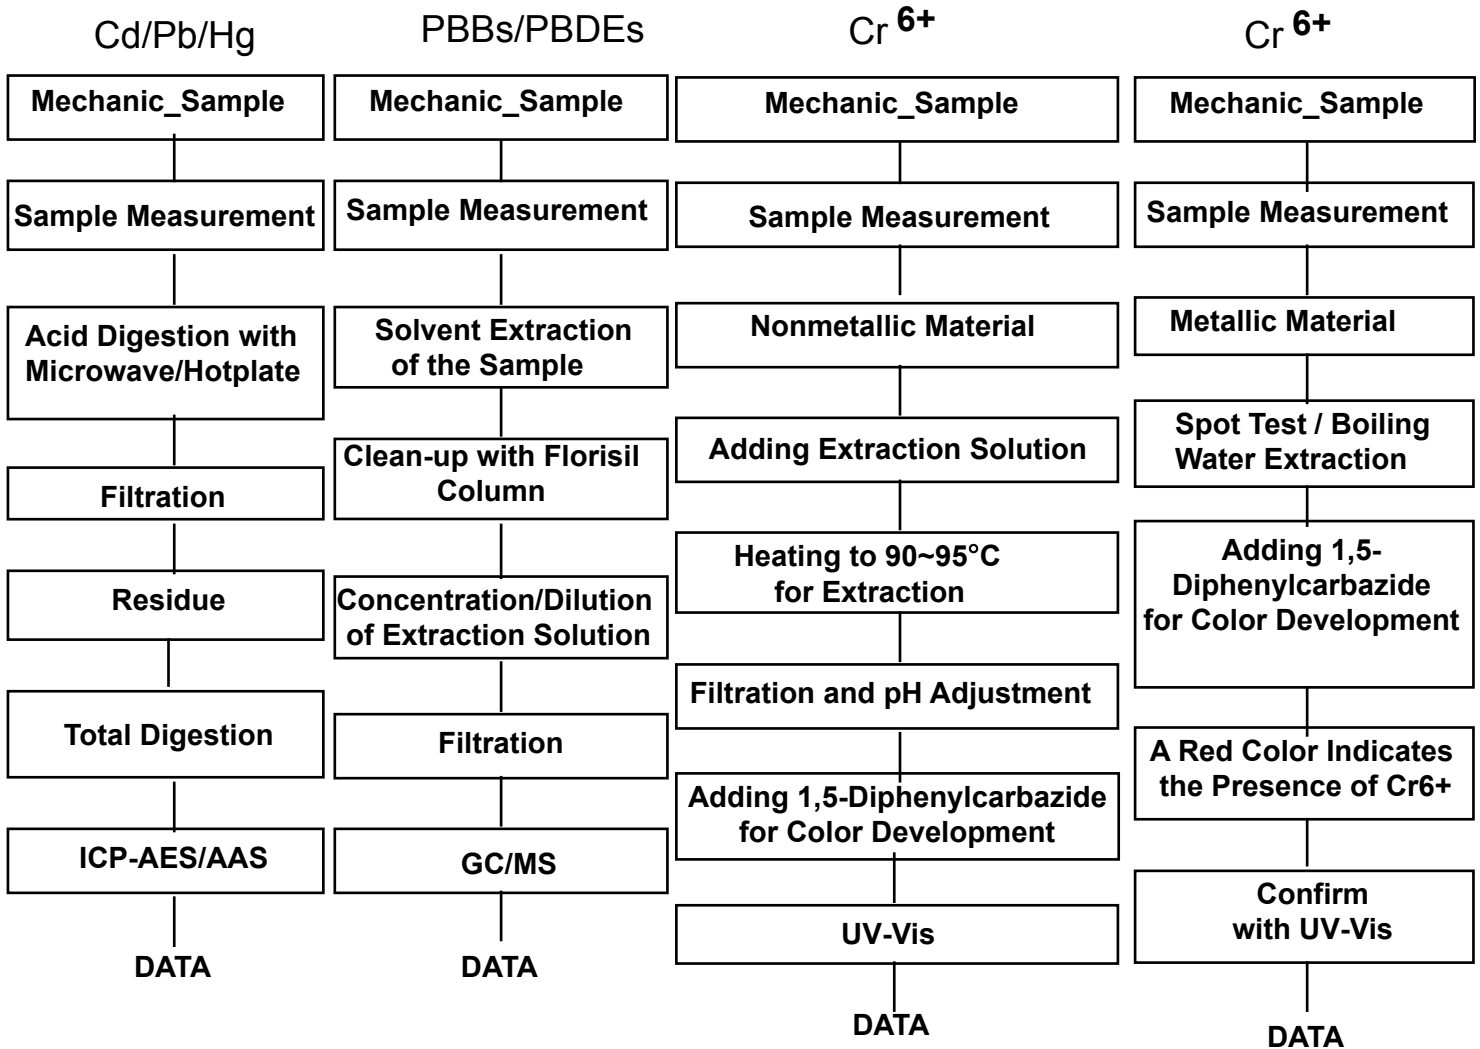 Cd/Pb/Hg
Mechanic_Sample
Sample Measurement
Acid Digestion with
Microwave/Hotplate
Filtration
Residue
Total Digestion
ICP-AES/AAS
DATA
PBBs/PBDEs
Mechanic_Sample
Sample Measurement
Solvent Extraction
of the Sample
Clean-up with Florisil
Column
Concentration/Dilution
of Extraction Solution
Filtration
GC/MS
DATA
Cr 6+
Mechanic_Sample
Sample Measurement
Nonmetallic Material
Adding Extraction Solution
Heating to 90~95°C
for Extraction
Filtration and pH Adjustment
Adding 1,5-Diphenylcarbazide
for Color Development
UV-Vis
DATA
Cr 6+
Mechanic_Sample
Sample Measurement
Metallic Material
Spot Test / Boiling
Water Extraction
Adding 1,5-
Diphenylcarbazide
for Color Development
A Red Color Indicates
the Presence of Cr6+
Confirm
with UV-Vis
DATA